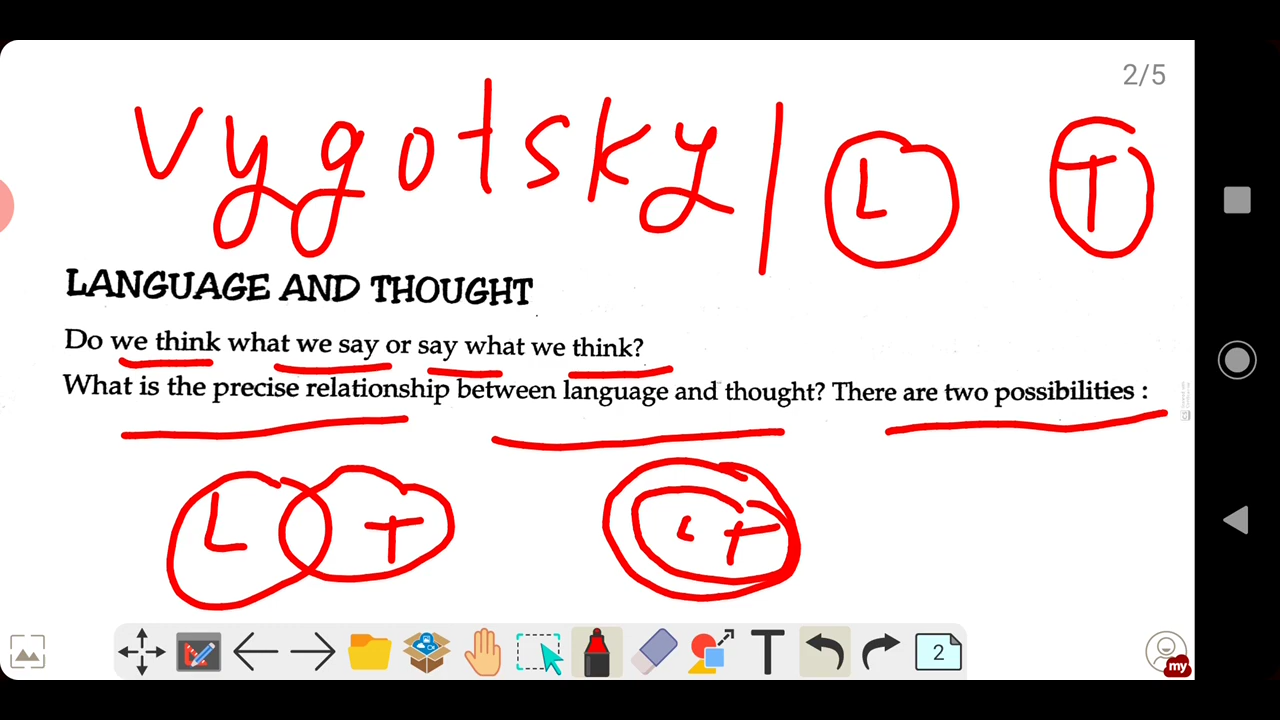 2/5
vygotsky L T
LANGUAGE AND THOUGHT
Do we think what we say or say what we think?
What is the precise relationship between language and thought? There are two possibilities :
L T L T
T 2 my